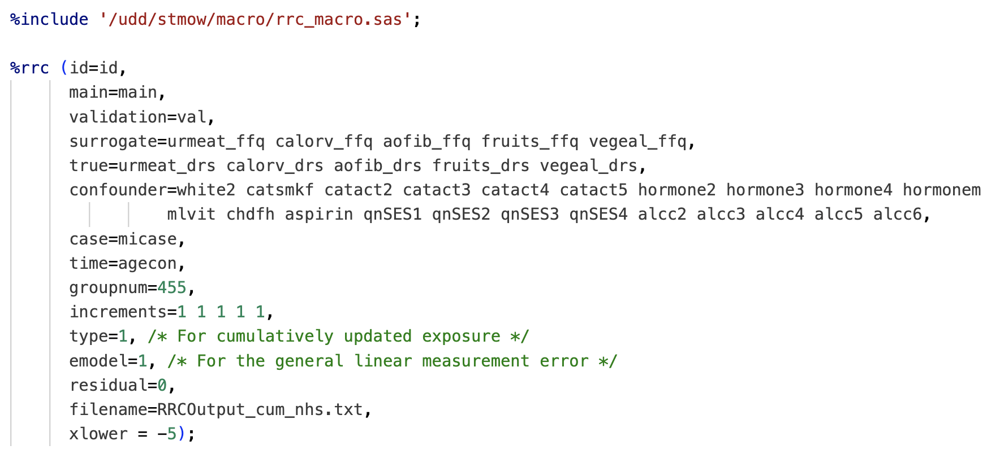 %include '/udd/stmow/macro/rrc_macro.sas';
%rrc (id=id,
main=main,
validation=val,
surrogate=urmeat_ffq calorv_ffq aofib_ffq fruits_ffq vegeal_ffq,
true=urmeat_drs calorv_drs aofib_drs fruits_drs vegeal_drs,
confounder=white2 catsmkf catact2 catact3 catact4 catact5 hormone2 hormone3 hormone4 hormonem
mlvit chdfh aspirin qnSES1 qnSES2 qnSES3 qnSES4 alcc2 alcc3 alcc4 alcc5 alcc6,
case=micase,
time=agecon,
groupnum=455,
increments=1 1 1 1 1,
type=1, /* For cumulatively updated exposure */
emodel=1, /* For the general linear measurement error */
residual=0,
filename=RRCOutput_cum_nhs.txt,
xlower = -5);